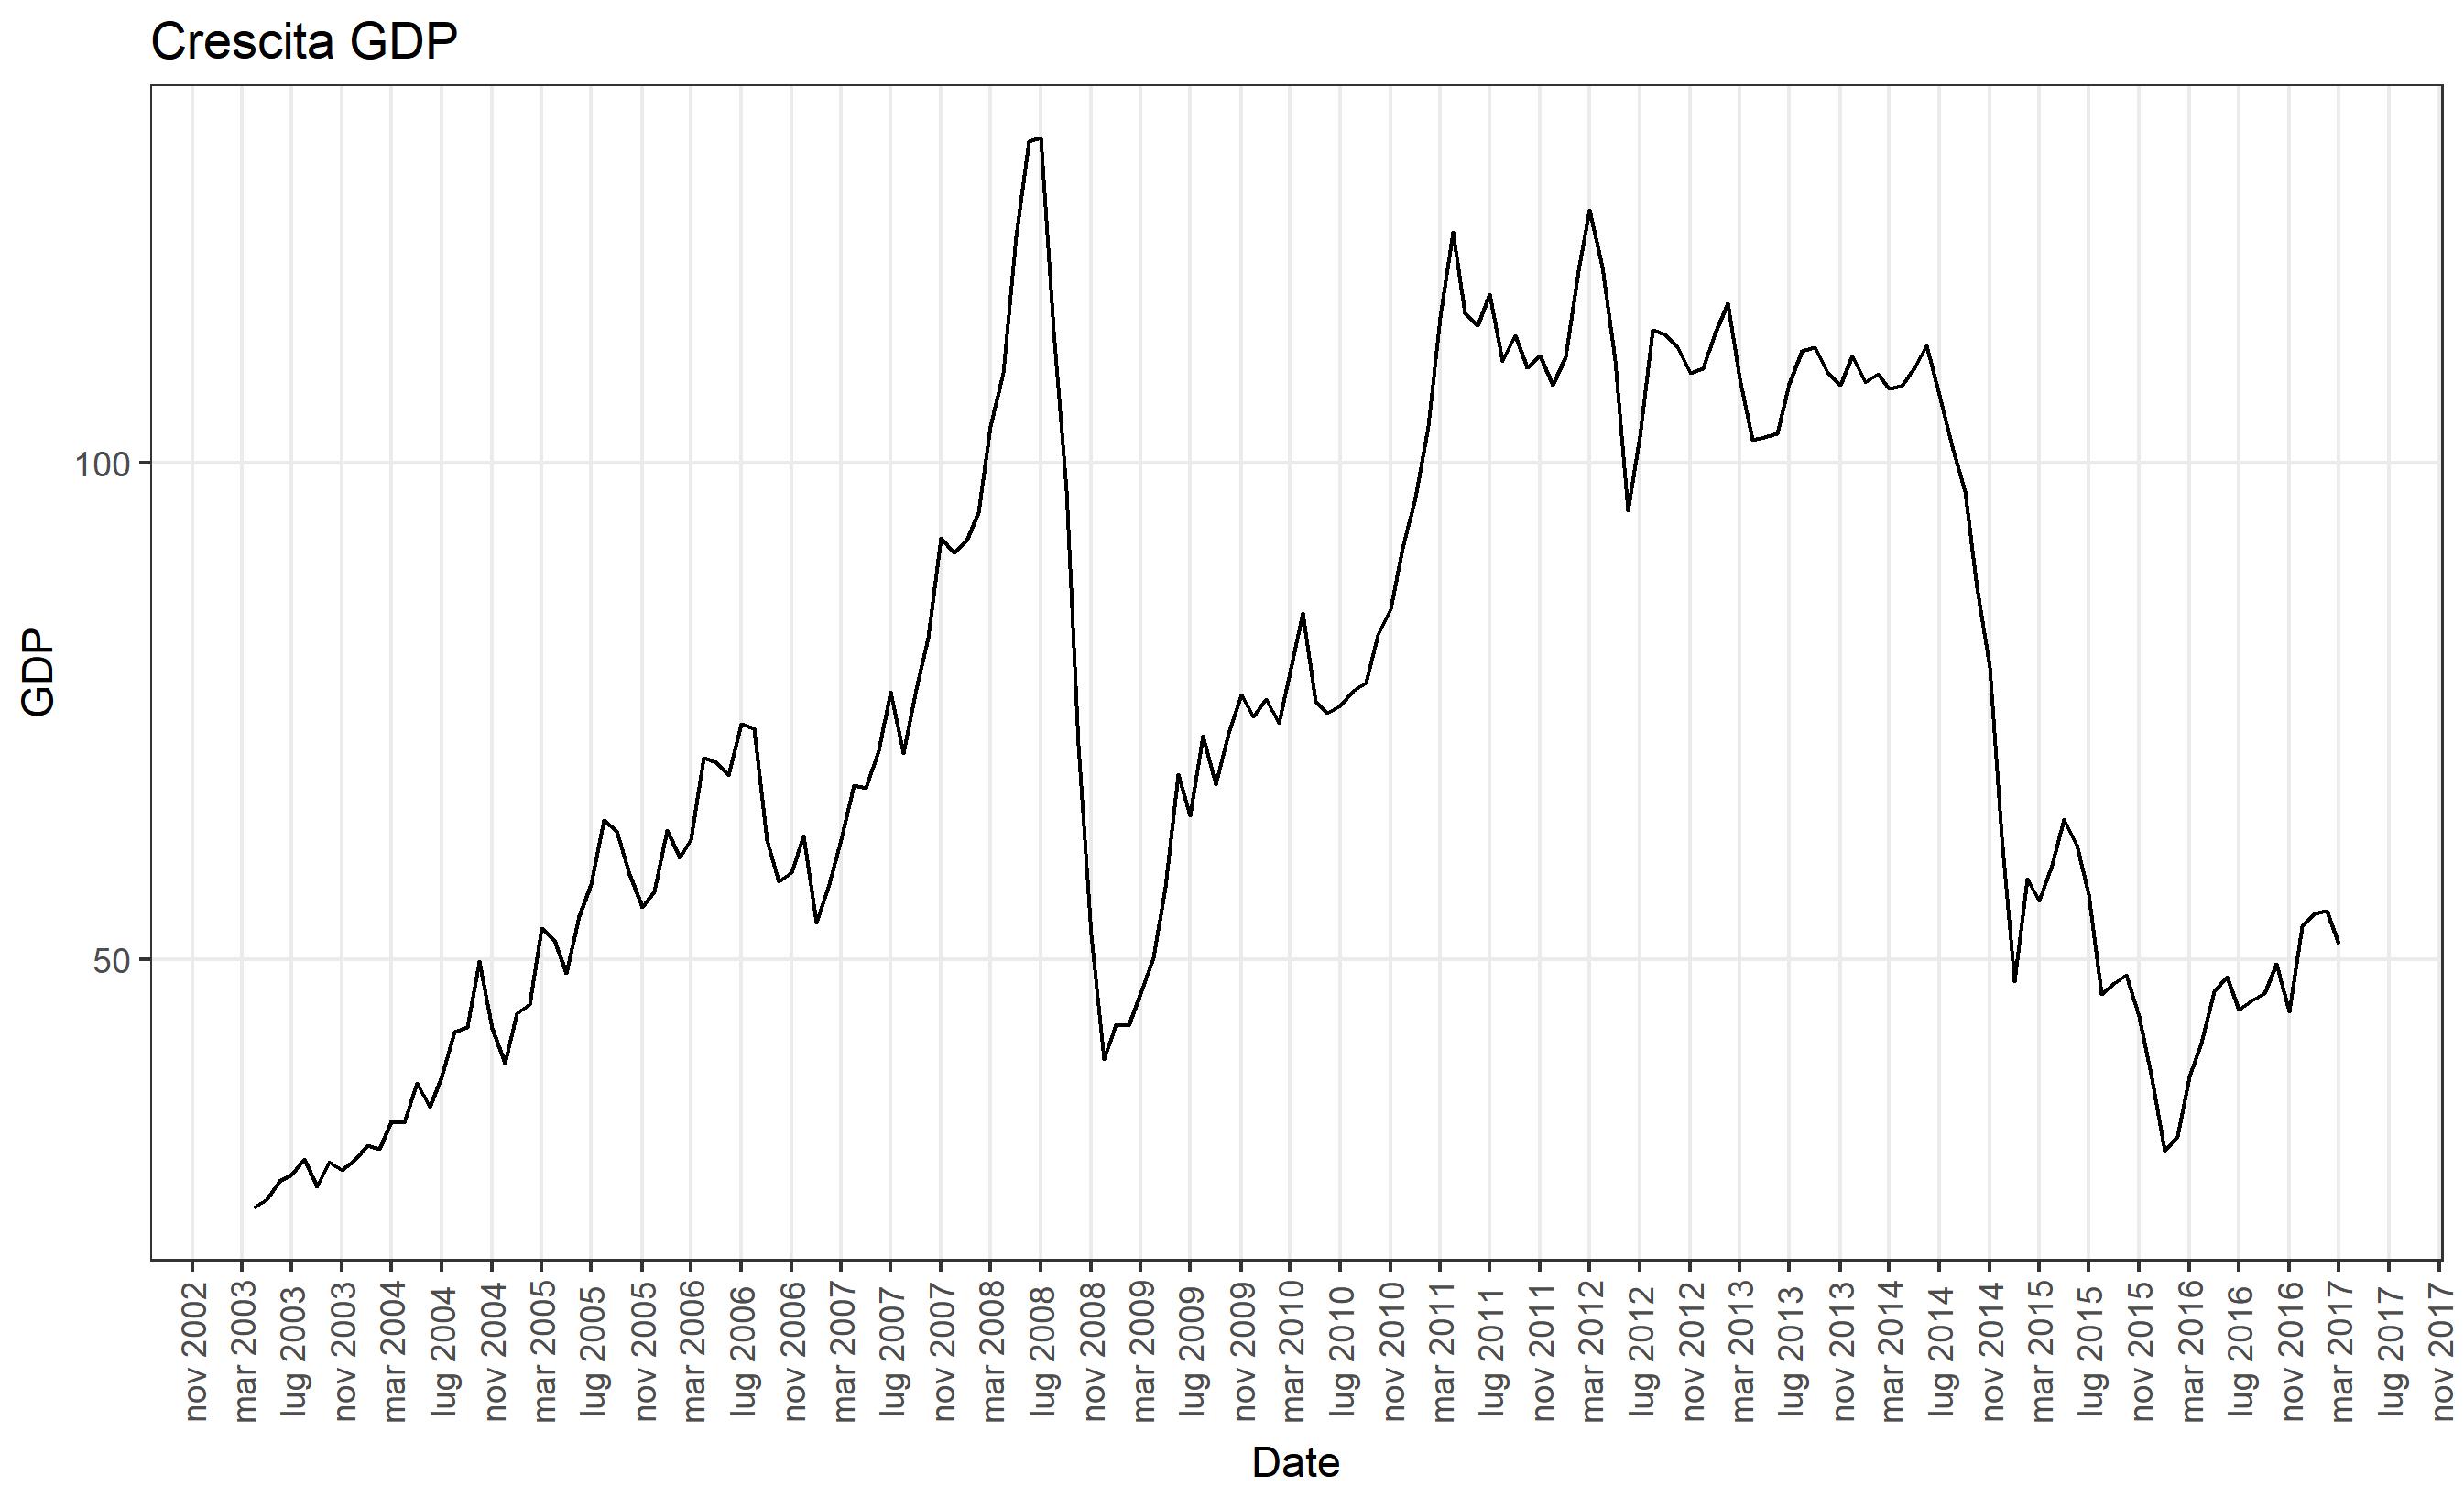 Crescita GDP
GDP
100
50
nov 2002
mar 2003
lug 2003
nov 2003
mar 2004
lug 2004
nov 2004
mar 2005
lug 2005
nov 2005
mar 2006
lug 2006
nov 2006
mar 2007
lug 2007
nov 2007
mar 2008
lug 2008
nov 2008
mar 2009
lug 2009
nov 2009
mar 2010
lug 2010
nov 2010
mar 2011
lug 2011
nov 2011
mar 2012
lug 2012
nov 2012
mar 2013
lug 2013
nov 2013
mar 2014
lug 2014
nov 2014
mar 2015
lug 2015
nov 2015
mar 2016
lug 2016
nov 2016
mar 2017
lug 2017
nov 2017
Date